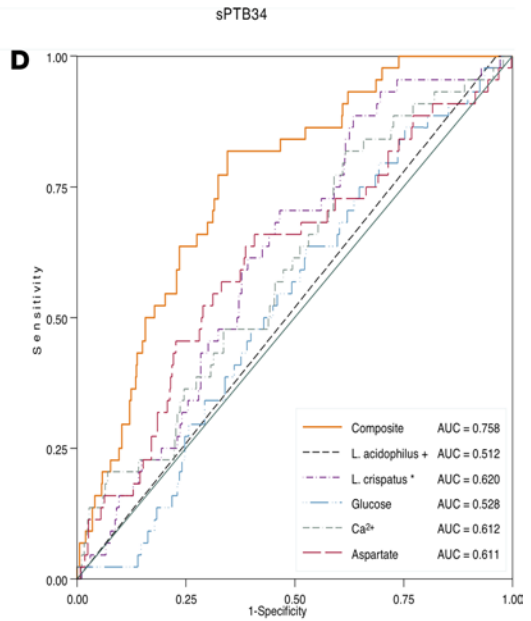 sPTB34
D
1.00
0.75
0.50
0.25
0.00
Sensitivity
Composite AUC = 0.758
L. acidophilus + AUC = 0.512
L. crispatus * AUC = 0.620
Glucose AUC = 0.528
Ca²⁺ AUC = 0.612
Aspartate AUC = 0.611
0.00 0.25 0.50 0.75 1.00
1-Specificity